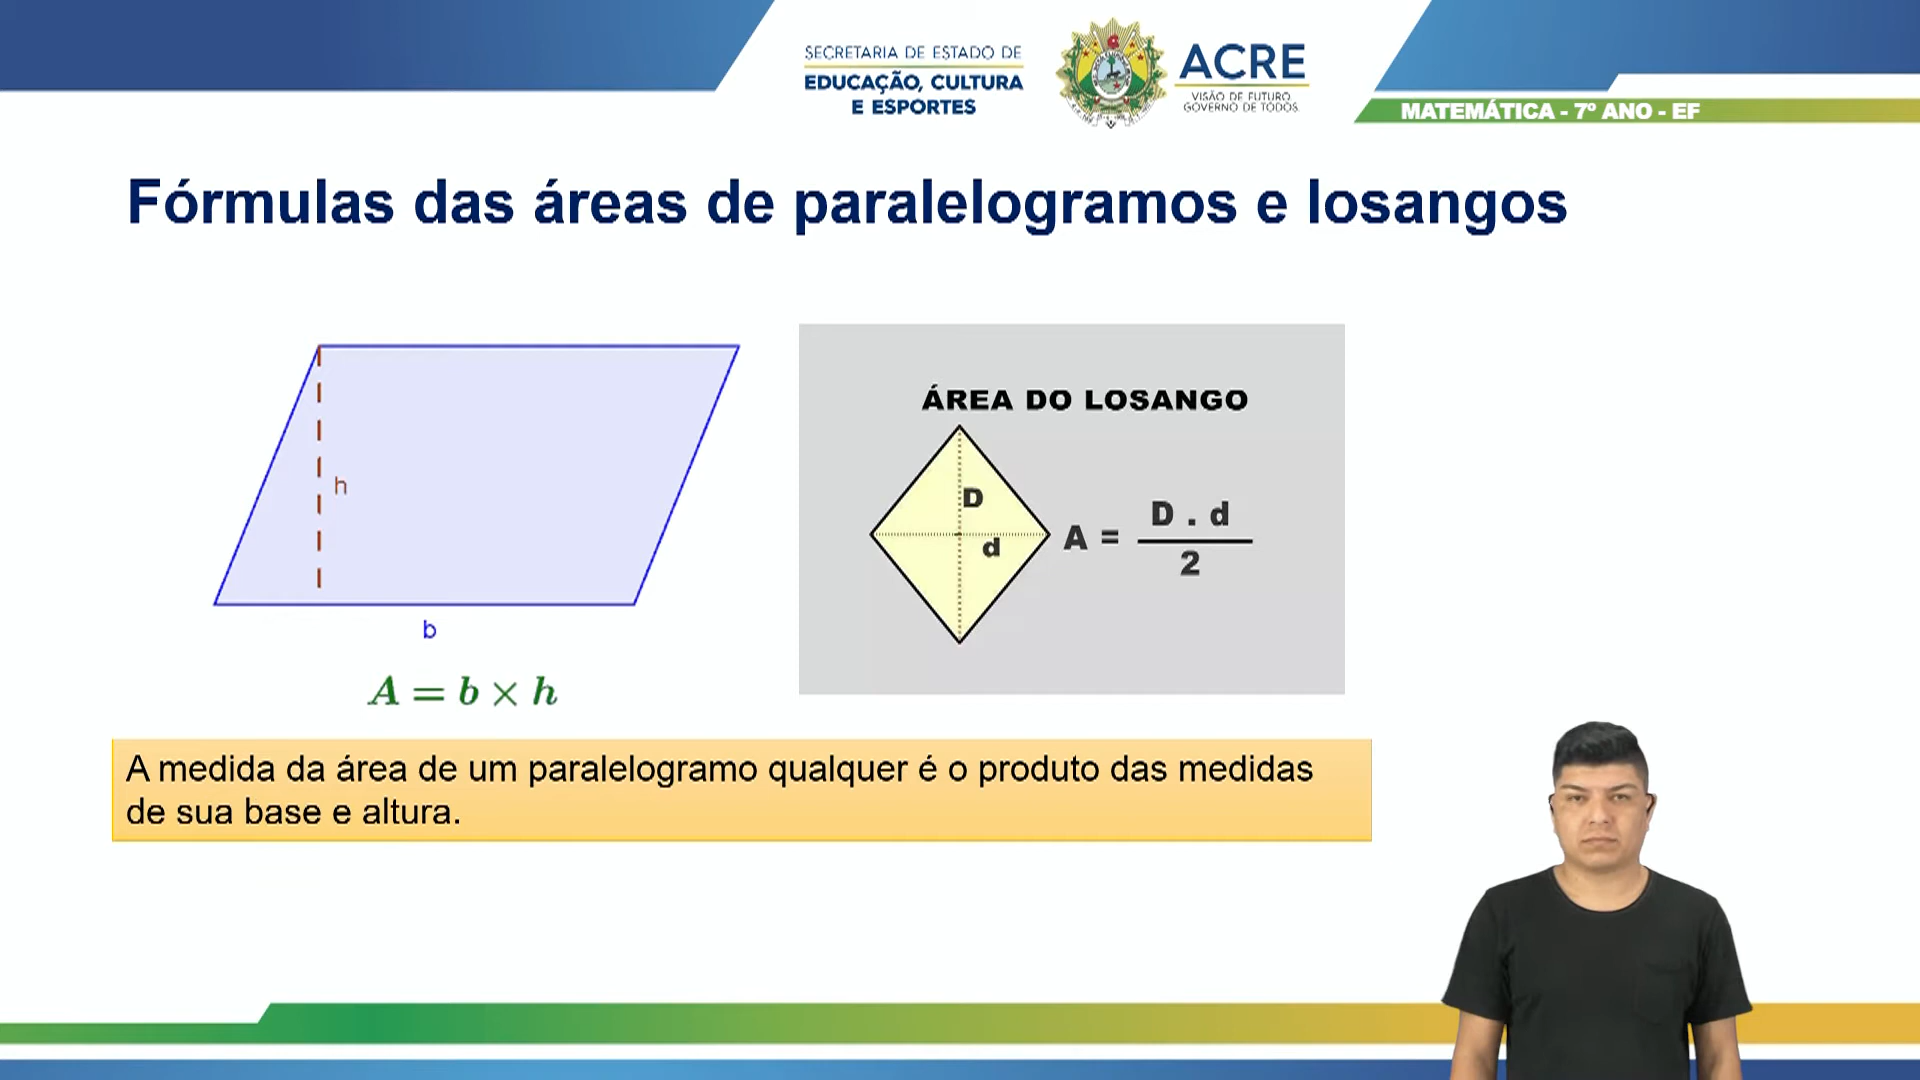 SECRETARIA DE ESTADO DE
EDUCAÇÃO, CULTURA
E ESPORTES
ACRE
VISÃO DE FUTURO
GOVERNO DE TODOS
MATEMÁTICA - 7º ANO - EF
Fórmulas das áreas de paralelogramos e losangos
h
b
A = b × h
ÁREA DO LOSANGO
D
d
A = D . d
2
A medida da área de um paralelogramo qualquer é o produto das medidas
de sua base e altura.